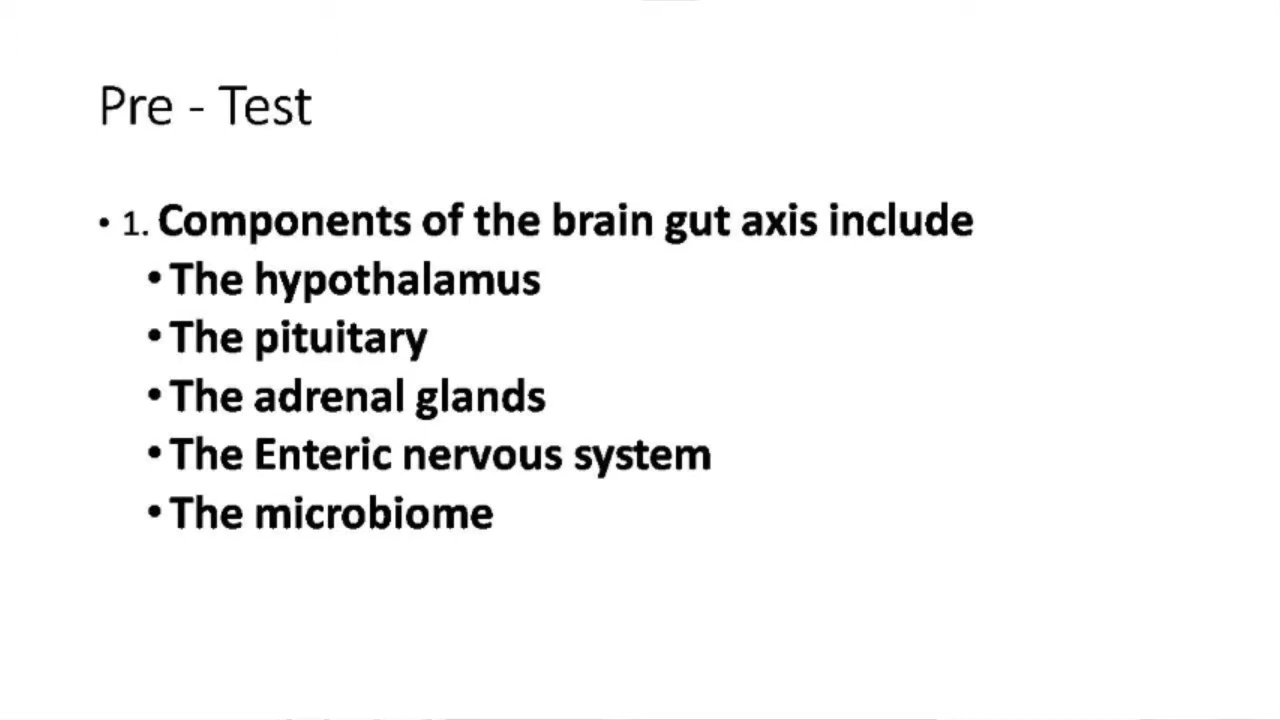 Pre - Test
• 1. Components of the brain gut axis include
• The hypothalamus
• The pituitary
• The adrenal glands
• The Enteric nervous system
• The microbiome